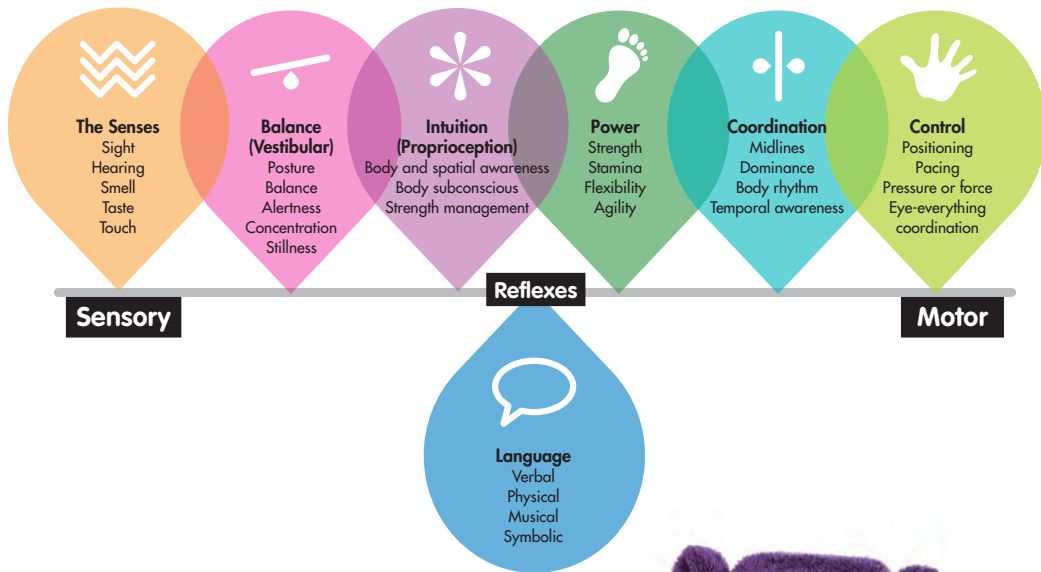 The Senses
Sight
Hearing
Smell
Taste
Touch
Balance
(Vestibular)
Posture
Balance
Alertness
Concentration
Stillness
Intuition
(Proprioception)
Body and spatial awareness
Body subconscious
Strength management
Power
Strength
Stamina
Flexibility
Agility
Coordination
Midlines
Dominance
Body rhythm
Temporal awareness
Control
Positioning
Pacing
Pressure or force
Eye-everything
coordination
Sensory
Reflexes
Motor
Language
Verbal
Physical
Musical
Symbolic